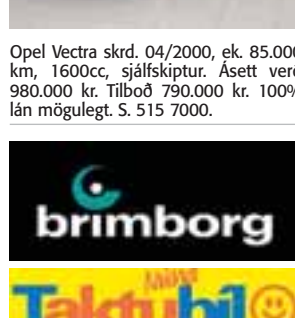 Opel Vectra skrd. 04/2000, ek. 85.000
km, 1600cc, sjálfskiptur. Ásett verð
980.000 kr. Tilboð 790.000 kr. 100%
lán mögulegt. S. 515 7000.
brimborg
Taktu bíl